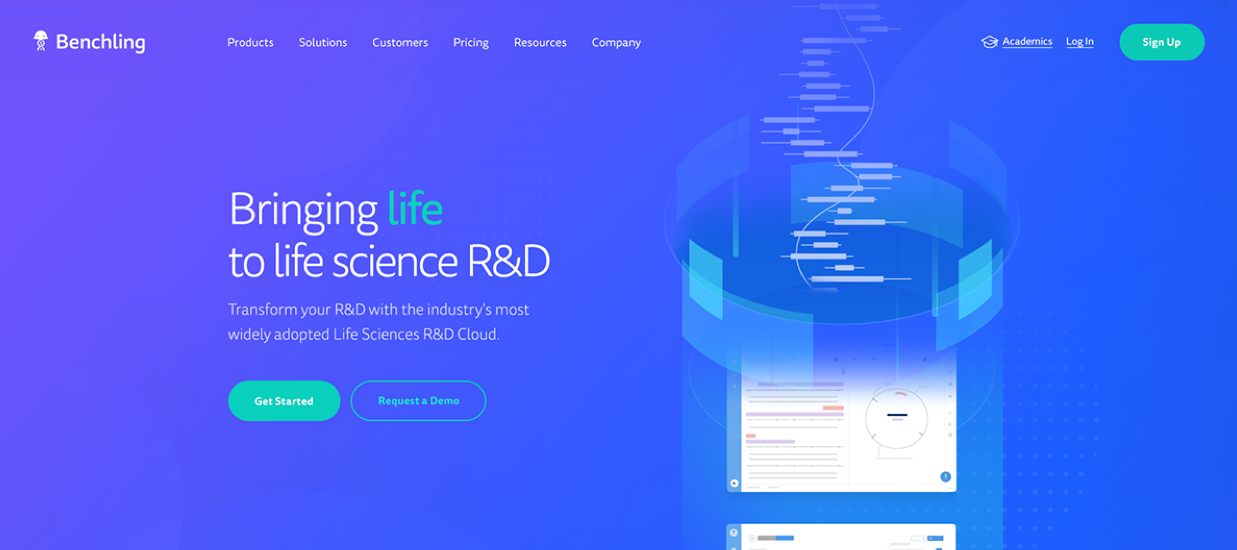 Benchling
Products
Solutions
Customers
Pricing
Resources
Company
Academics
Log In
Sign Up
Bringing life
to life science R&D
Transform your R&D with the industry's most
widely adopted Life Sciences R&D Cloud.
Get Started
Request a Demo